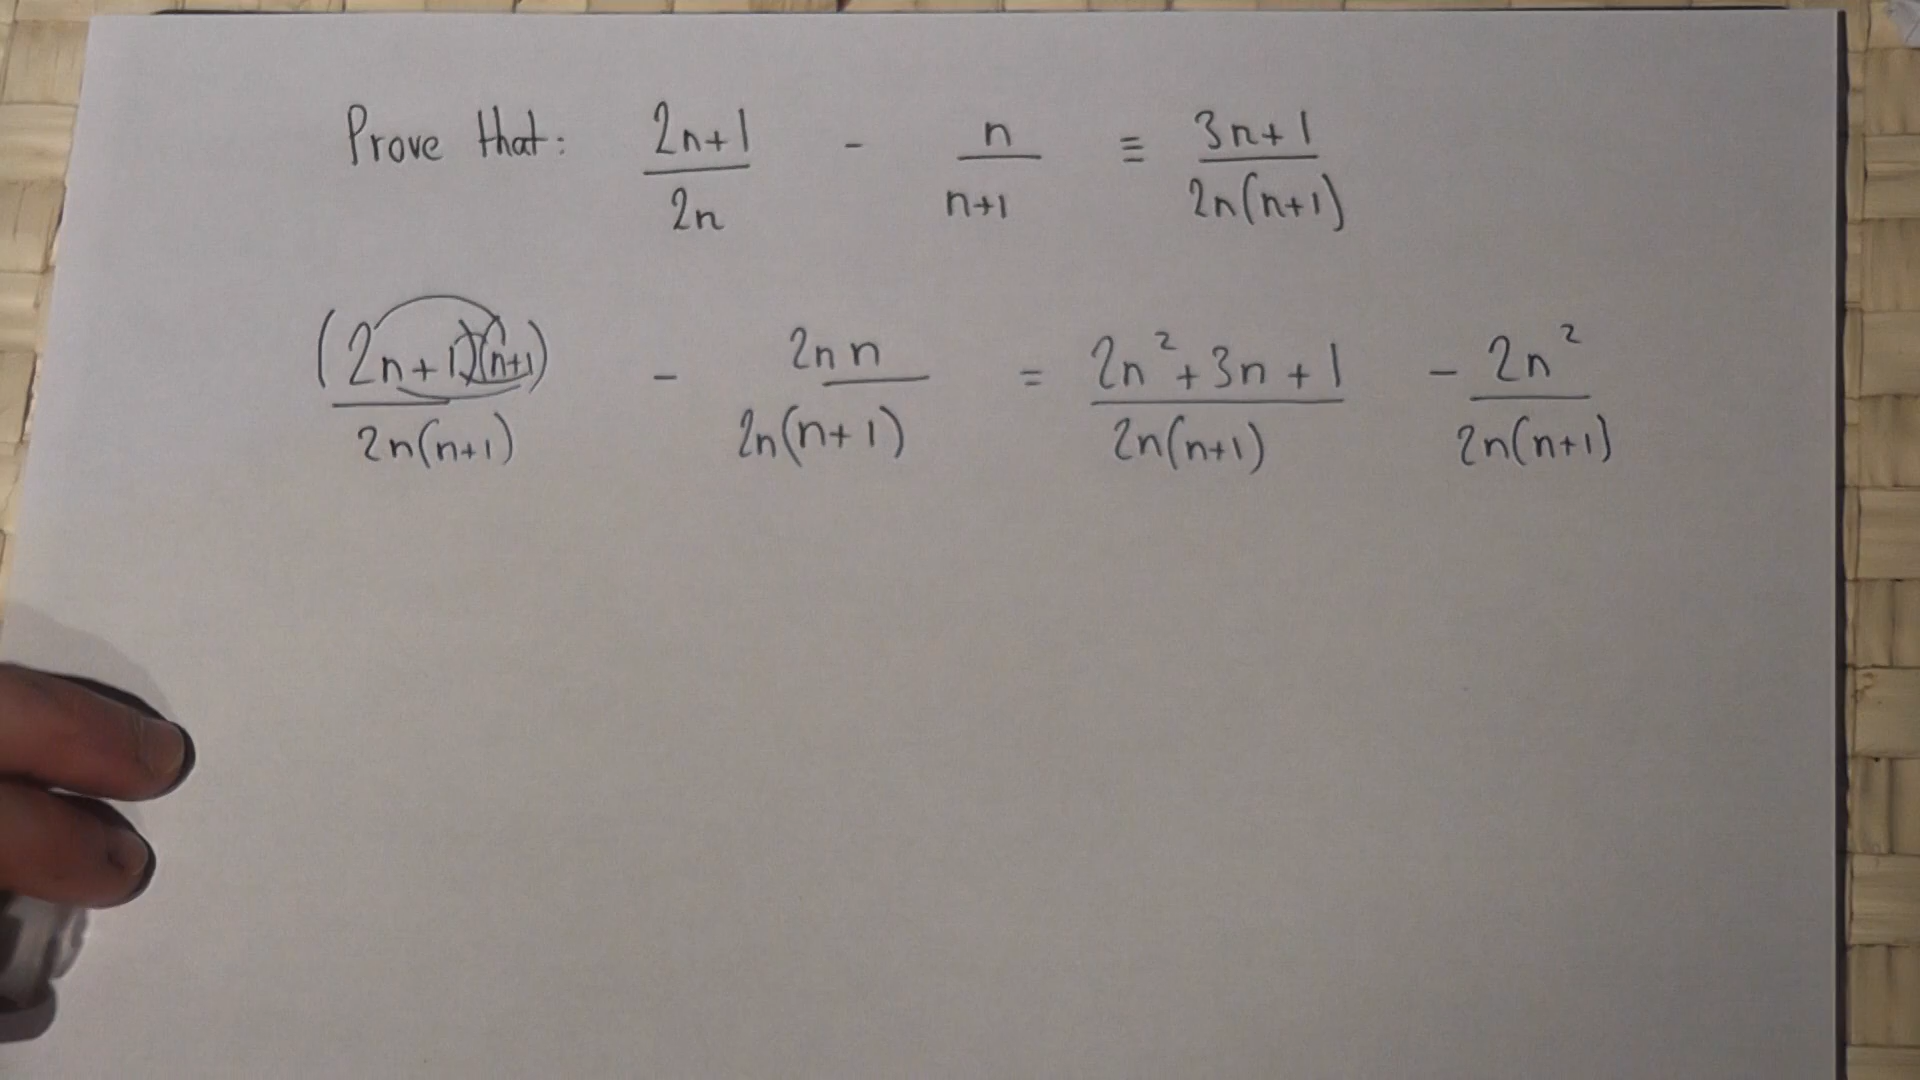 Prove that: (2n+1)/(2n) - n/(n+1) ≡ (3n+1)/(2n(n+1))
(2n+1)(n+1)/(2n(n+1)) - 2n n/(2n(n+1)) = (2n²+3n+1)/(2n(n+1)) - 2n²/(2n(n+1))